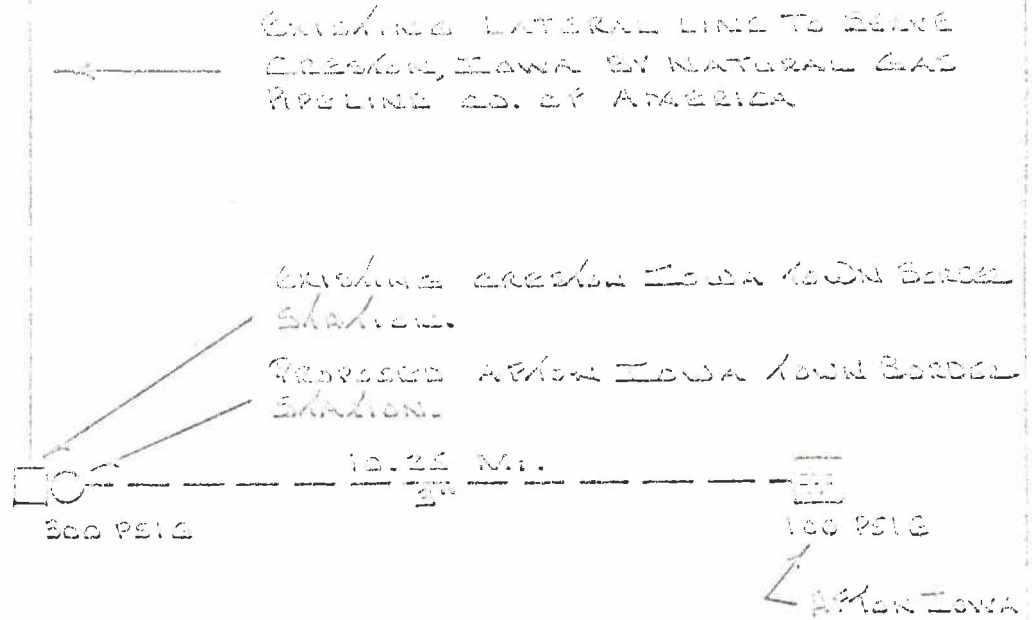 EXISTING LATERAL LINE TO SERVE
CRESTON, IOWA BY NATURAL GAS
PIPELINE CO. OF AMERICA
EXISTING CRESTON IOWA TOWN BORDER
STATION.
PROPOSED AFTON IOWA TOWN BORDER
STATION.
10.25 MI.
300 PSIG
100 PSIG
AFTON IOWA